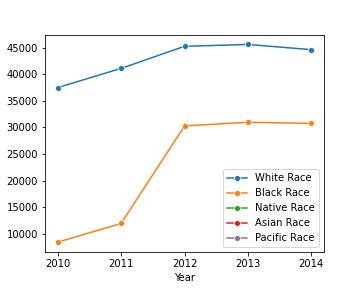 45000
40000
35000
30000
25000
20000
15000
10000
2010 2011 2012 2013 2014
Year
White Race
Black Race
Native Race
Asian Race
Pacific Race